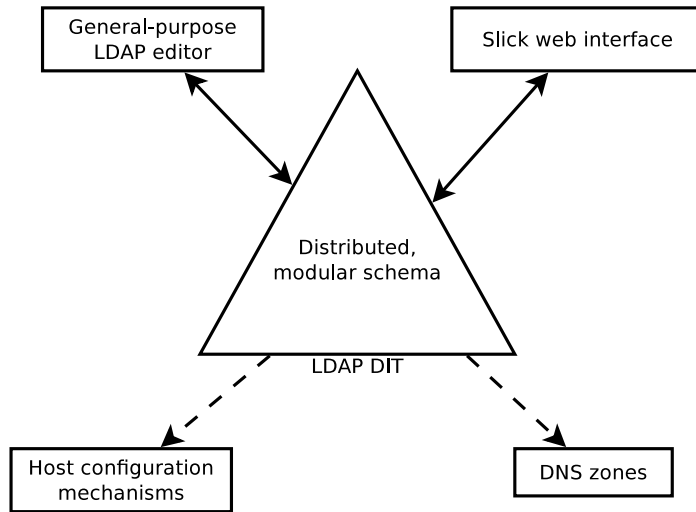 General-purpose
LDAP editor
Slick web interface
Distributed,
modular schema
LDAP DIT
Host configuration
mechanisms
DNS zones